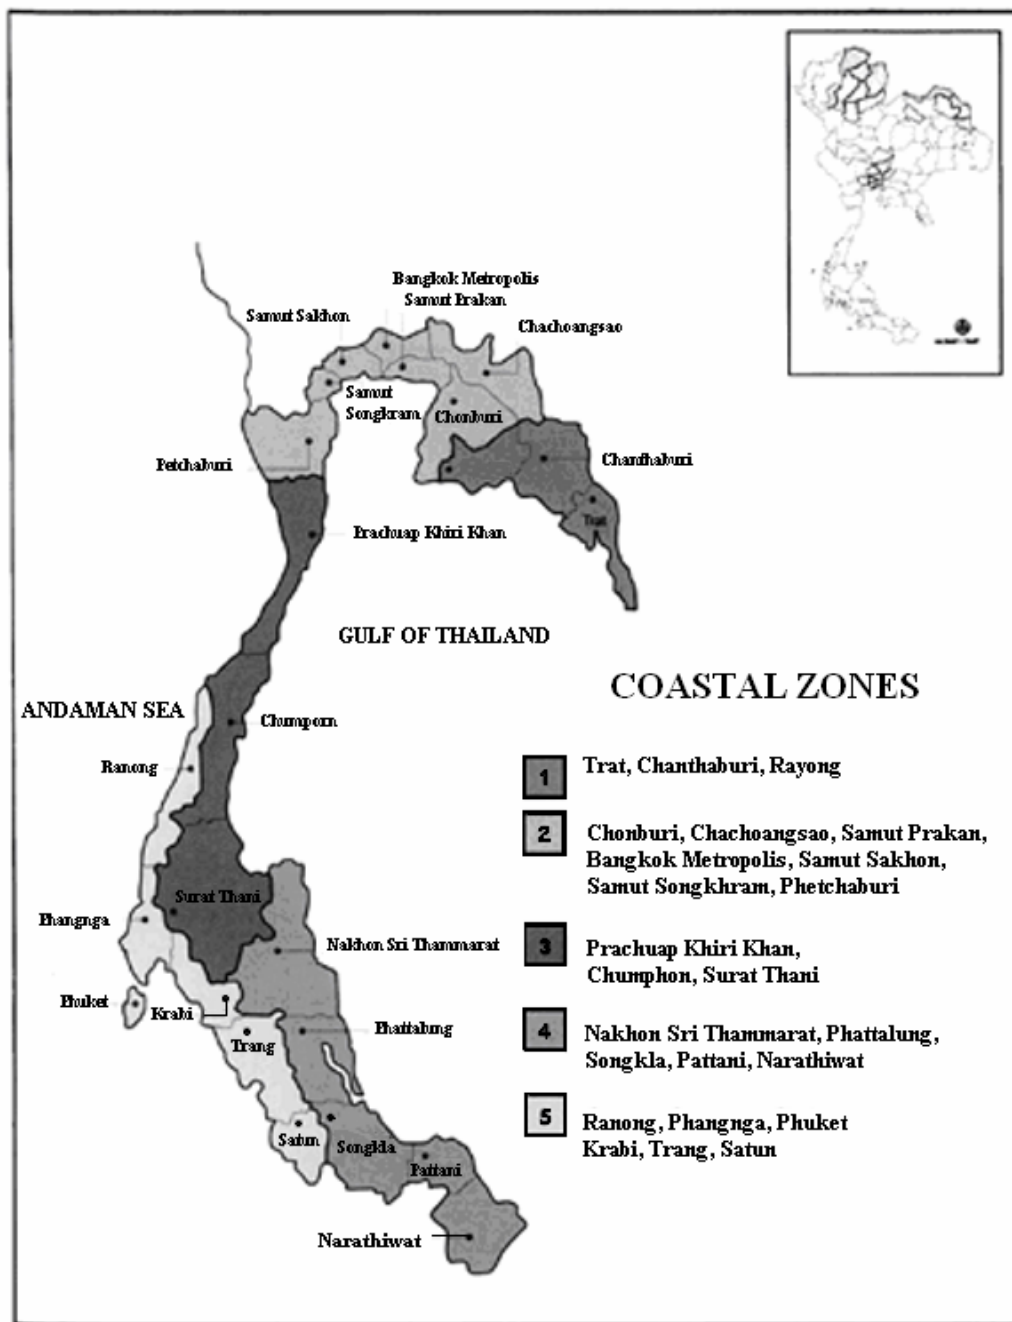 Bangkok Metropolis
Samut Prakan
Samut Sakhon
Chachoangsao
Samut
Songkram
Chonburi
Petchaburi
Chanthaburi
Trat
Prachuap Khiri Khan
GULF OF THAILAND
COASTAL ZONES
ANDAMAN SEA
Chumporn
Ranong
1 Trat, Chanthaburi, Rayong
2 Chonburi, Chachoangsao, Samut Prakan,
Bangkok Metropolis, Samut Sakhon,
Samut Songkhram, Phetchaburi
Surat Thani
Phangnga
Nakhon Sri Thammarat
3 Prachuap Khiri Khan,
Chumphon, Surat Thani
Phuket
Krabi
Phattalung
Trang
4 Nakhon Sri Thammarat, Phattalung,
Songkla, Pattani, Narathiwat
Satun
Songkla
Pattani
5 Ranong, Phangnga, Phuket
Krabi, Trang, Satun
Narathiwat